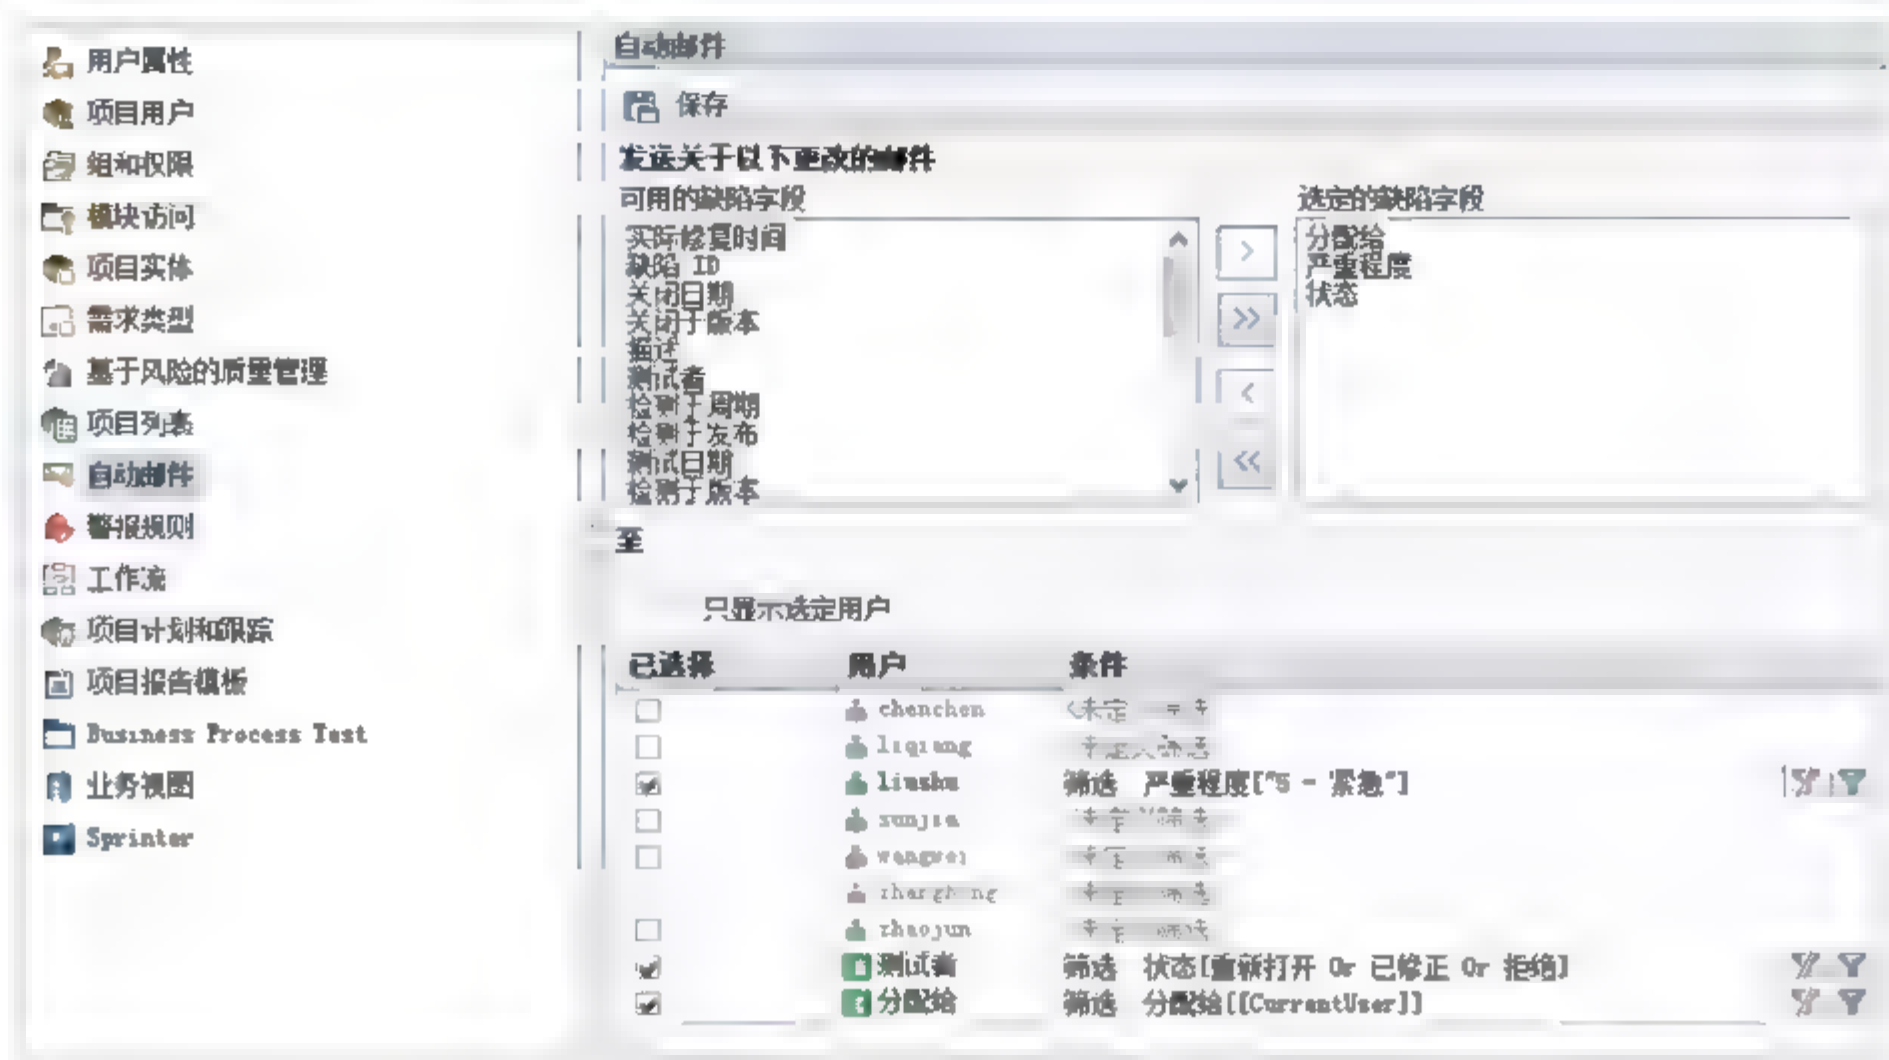 用户属性
项目用户
组和权限
模块访问
项目实体
需求类型
基于风险的质量管理
项目列表
自动邮件
警报规则
工作流
项目计划和跟踪
项目报告模板
Business Process Test
业务视图
Sprinter
自动邮件
保存
发送关于以下更改的邮件
可用的缺陷字段
实际修复时间
缺陷 ID
关闭日期
关闭于版本
描述
测试者
检测于周期
检测于发布
测试日期
检测于版本
>
>>
<
<<
选定的缺陷字段
分配给
严重程度
状态
至
只显示选定用户
已选择 用户 条件
chenchen
liqiang
筛选 严重程度["5 - 紧急"]
sunjia
wangwei
zhaojun
测试者 筛选 状态[重新打开 Or 已修正 Or 拒绝]
分配给 筛选 分配给[[CurrentUser]]